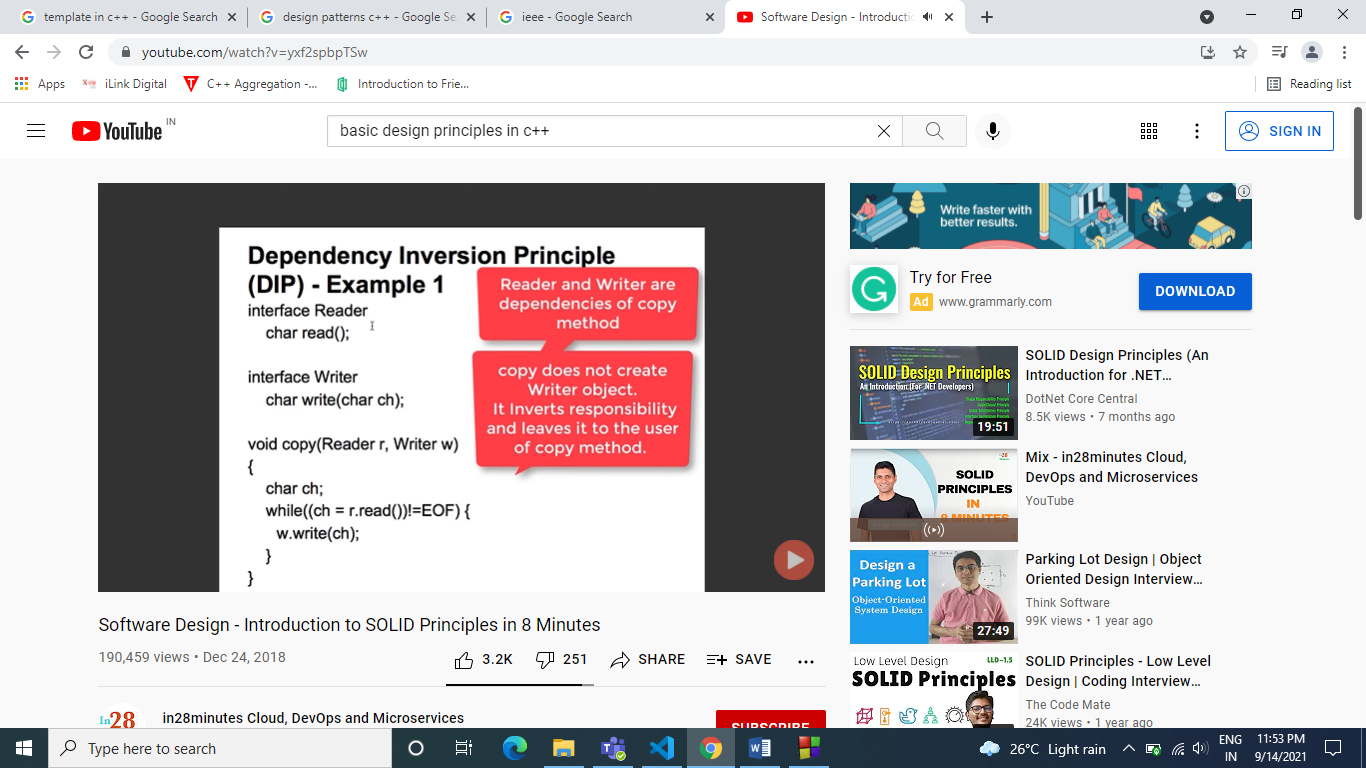 template in c++ - Google Search
design patterns c++ - Google Se
ieee - Google Search
Software Design - Introductic
youtube.com/watch?v=yxf2spbpTSw
Apps
iLink Digital
C++ Aggregation -...
Introduction to Frie...
Reading list
YouTube IN
basic design principles in c++
SIGN IN
Dependency Inversion Principle
(DIP) - Example 1
interface Reader
char read();
interface Writer
char write(char ch);
void copy(Reader r, Writer w)
{
char ch;
while((ch = r.read())!=EOF) {
w.write(ch);
}
}
Reader and Writer are
dependencies of copy
method
copy does not create
Writer object.
It Inverts responsibility
and leaves it to the user
of copy method.
Software Design - Introduction to SOLID Principles in 8 Minutes
190,459 views • Dec 24, 2018
3.2K
251
SHARE
SAVE
In28
in28minutes Cloud, DevOps and Microservices
SUBSCRIBE
Write faster with
better results.
Try for Free
Ad www.grammarly.com
DOWNLOAD
SOLID Design Principles
An Introduction (For .NET Developers)
19:51
SOLID Design Principles (An
Introduction for .NET...
DotNet Core Central
8.5K views • 7 months ago
SOLID
PRINCIPLES
IN
8 MINUTES
Mix - in28minutes Cloud,
DevOps and Microservices
YouTube
Design a
Parking Lot
Object-Oriented
System Design
27:49
Parking Lot Design | Object
Oriented Design Interview...
Think Software
99K views • 1 year ago
Low Level Design
LLD-1.5
SOLID Principles
SOLID Principles - Low Level
Design | Coding Interview...
The Code Mate
24K views • 1 year ago
Type here to search
26°C Light rain
ENG
IN
11:53 PM
9/14/2021